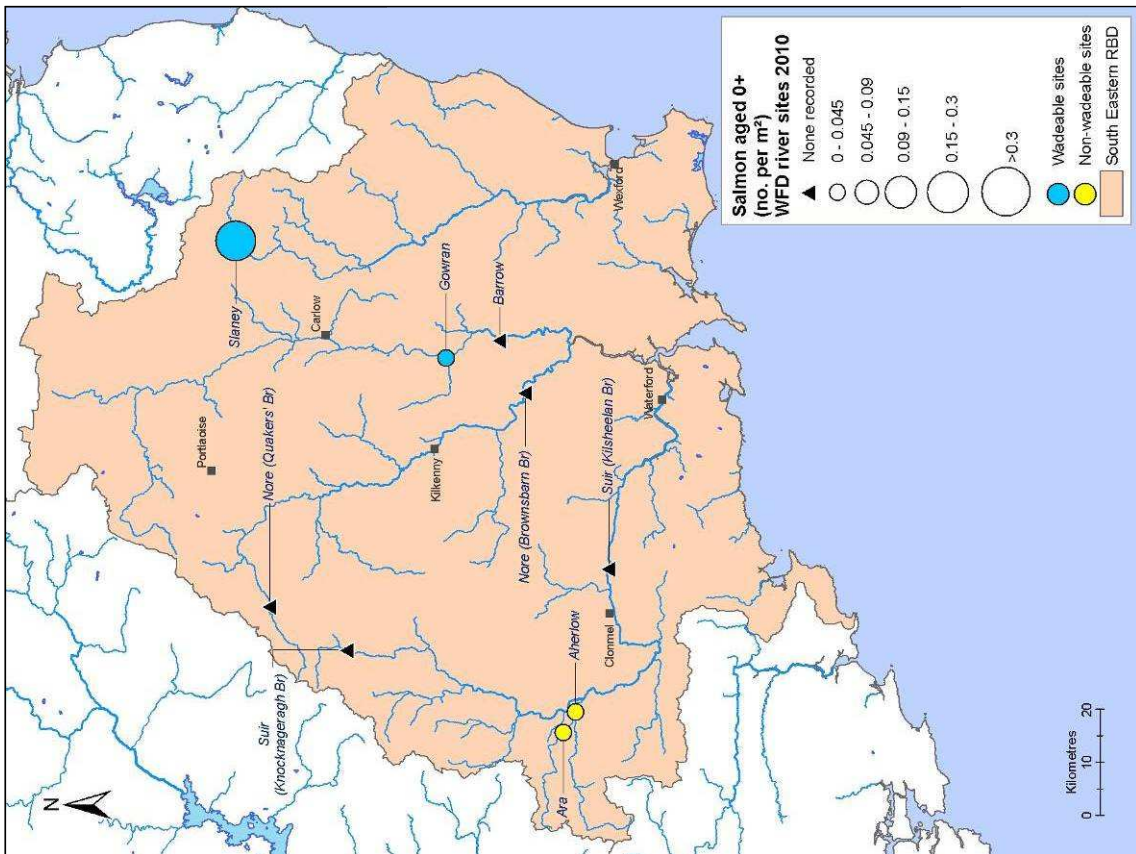 N
Suir
(Knocknageragh Br)
Nore (Quakers' Br)
Portlaoise
Slaney
Carlow
Kilkenny
Gowran
Barrow
Nore (Brownsbarn Br)
Ara
Aherlow
Clonmel
Suir (Kilsheelan Br)
Waterford
Wexford
Kilometres
0 10 20
Salmon aged 0+
(no. per m²)
WFD river sites 2010
None recorded
0 - 0.045
0.045 - 0.09
0.09 - 0.15
0.15 - 0.3
>0.3
Wadeable sites
Non-wadeable sites
South Eastern RBD